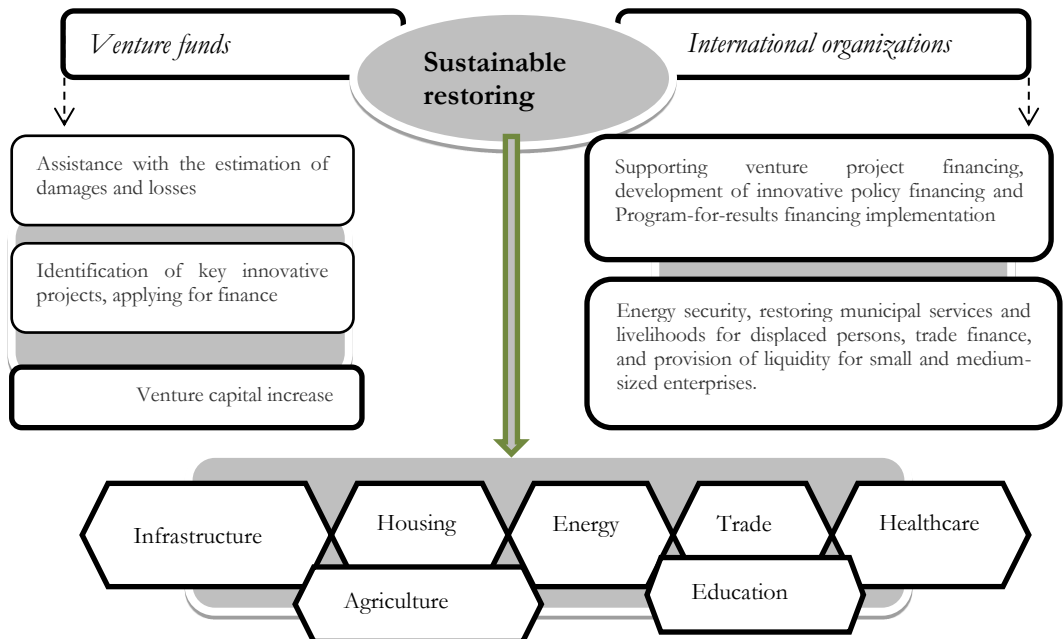 Venture funds
Sustainable
restoring
International organizations
Assistance with the estimation of
damages and losses
Identification of key innovative
projects, applying for finance
Venture capital increase
Supporting venture project financing,
development of innovative policy financing and
Program-for-results financing implementation
Energy security, restoring municipal services and
livelihoods for displaced persons, trade finance,
and provision of liquidity for small and medium-
sized enterprises.
Infrastructure
Housing
Energy
Trade
Healthcare
Agriculture
Education